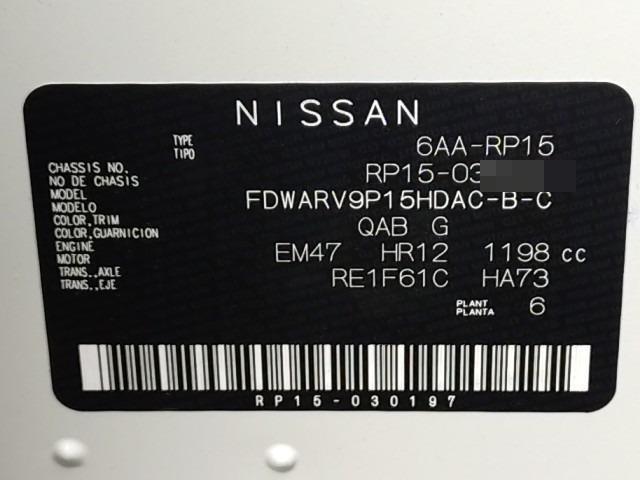 NISSAN
TYPE 6AA-RP15
TIPO
CHASSIS NO. RP15-03
NO DE CHASSIS
MODEL FDWARV9P15HDAC-B-C
MODELO
COLOR,TRIM QAB G
COLOR,GUARNICION
ENGINE EM47 HR12 1198 cc
MOTOR
TRANS.,AXLE RE1F61C HA73
TRANS.,EJE
PLANT 6
PLANTA
RP15-030197